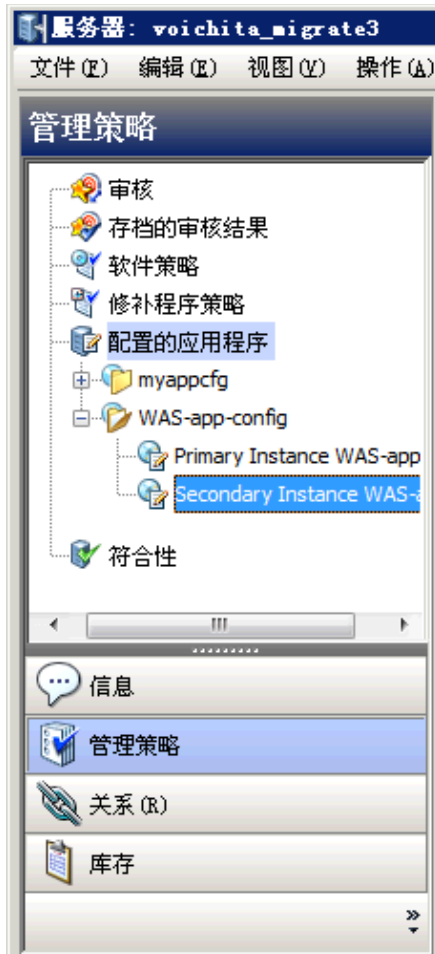 服务器: voichita_migrate3
文件(F) 编辑(E) 视图(V) 操作(A)
管理策略
审核
存档的审核结果
软件策略
修补程序策略
配置的应用程序
myappcfg
WAS-app-config
Primary Instance WAS-app
Secondary Instance WAS-a
符合性
信息
管理策略
关系(R)
库存